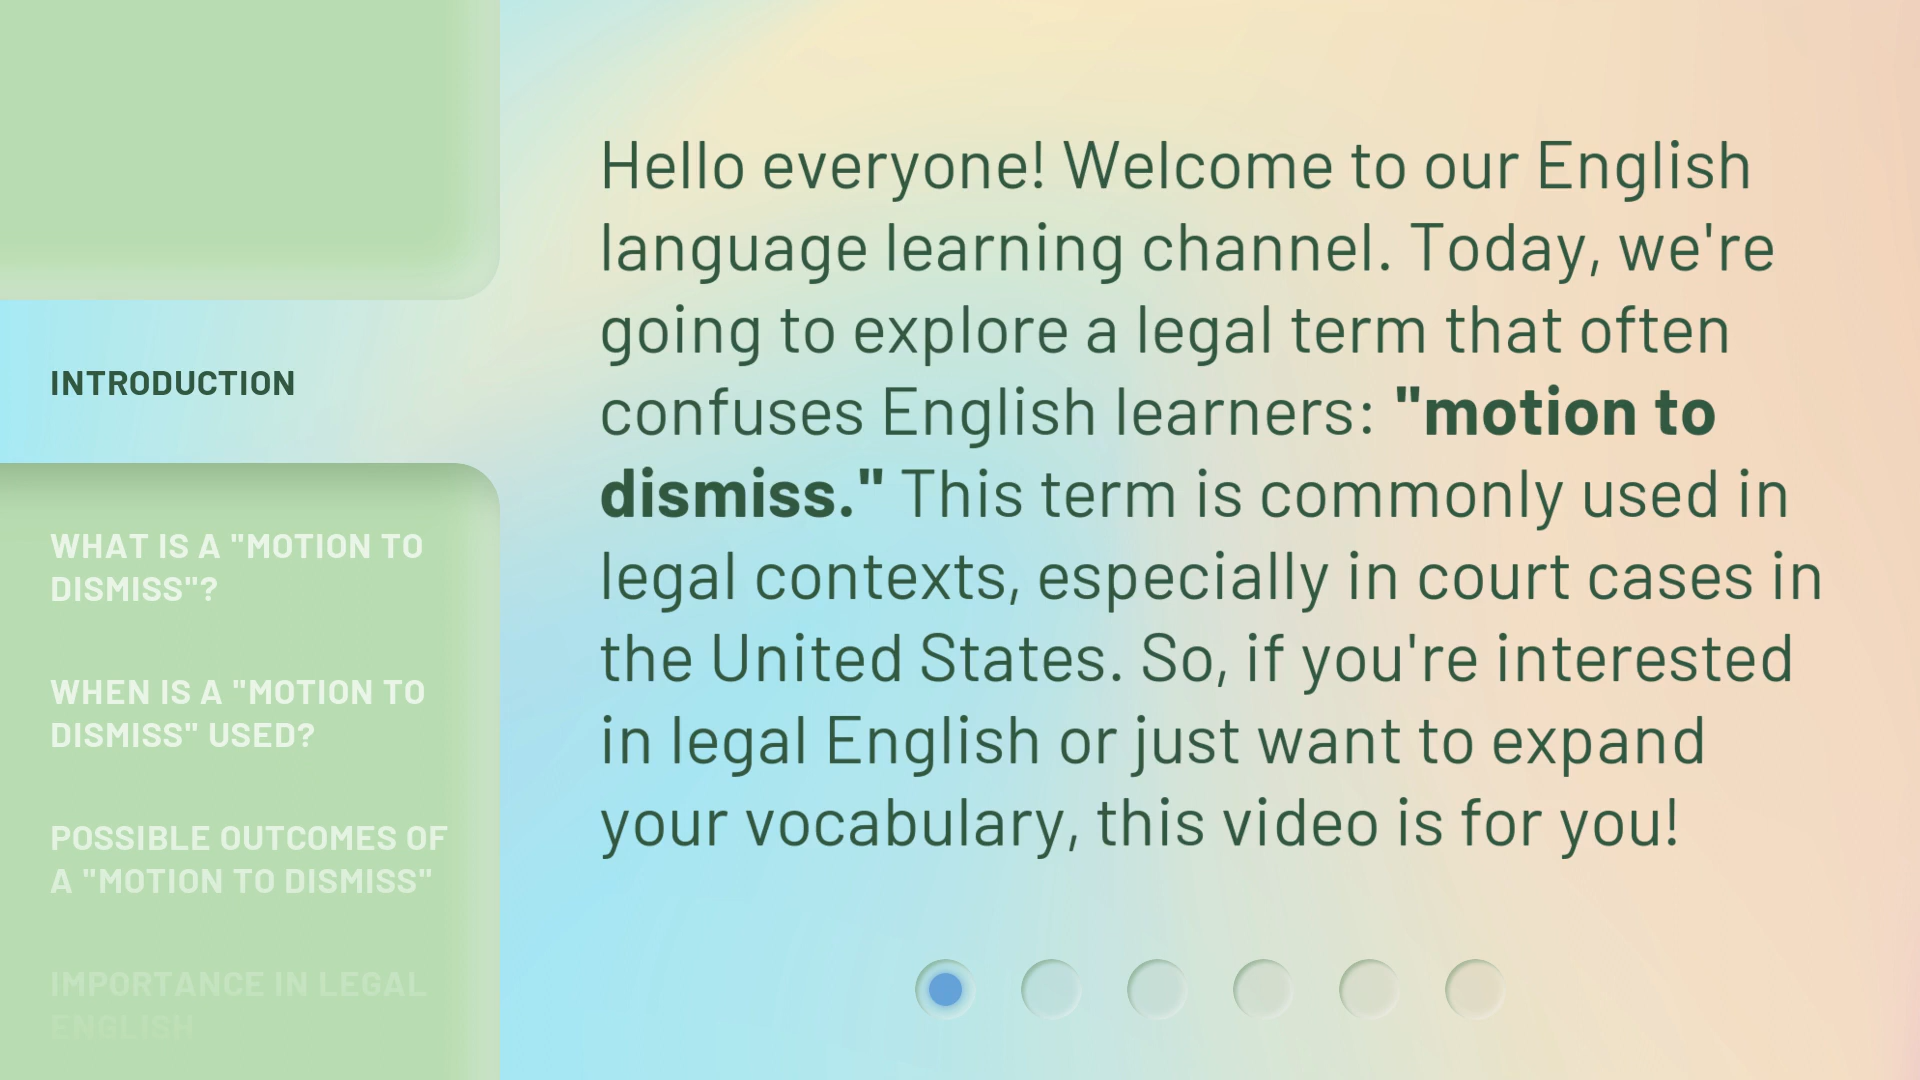 INTRODUCTION
WHAT IS A "MOTION TO
DISMISS"?
WHEN IS A "MOTION TO
DISMISS" USED?
POSSIBLE OUTCOMES OF
A "MOTION TO DISMISS"
IMPORTANCE IN LEGAL
ENGLISH
Hello everyone! Welcome to our English
language learning channel. Today, we're
going to explore a legal term that often
confuses English learners: "motion to
dismiss." This term is commonly used in
legal contexts, especially in court cases in
the United States. So, if you're interested
in legal English or just want to expand
your vocabulary, this video is for you!